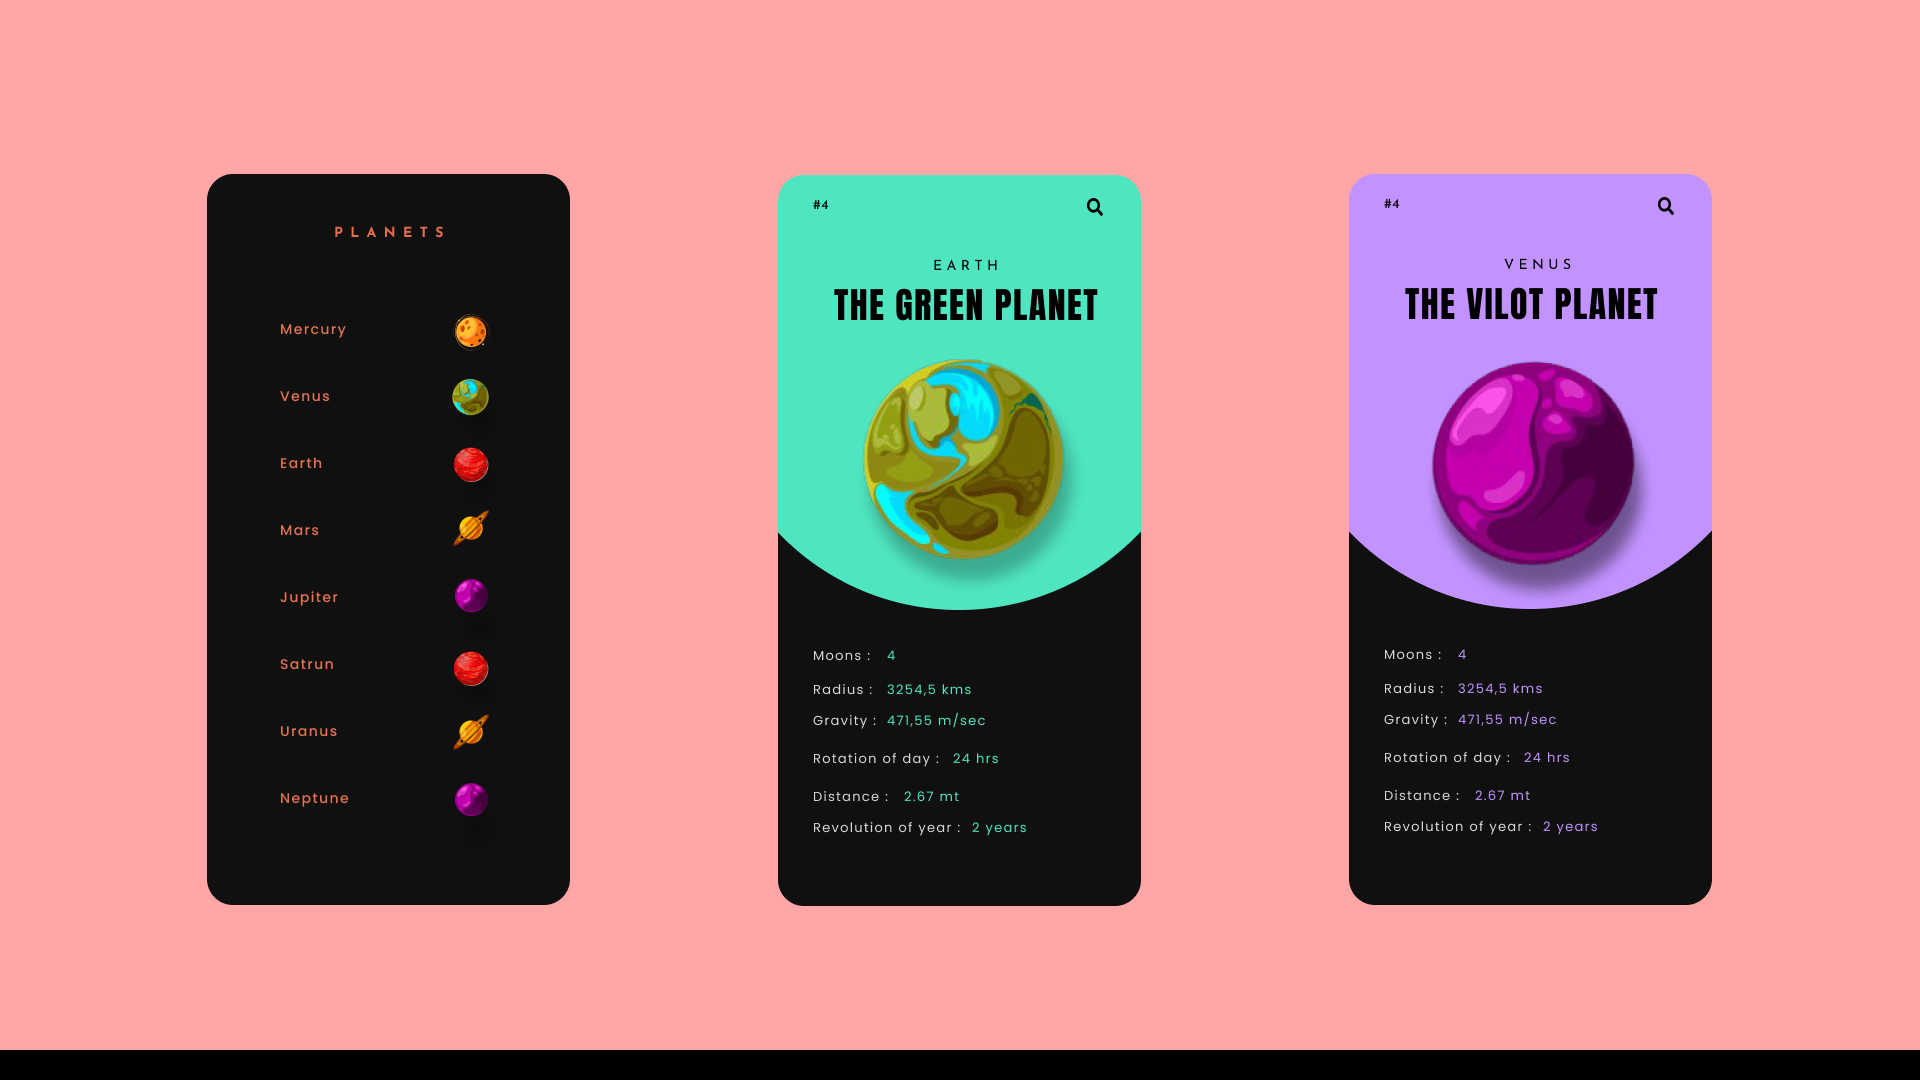 PLANETS
Mercury
Venus
Earth
Mars
Jupiter
Satrun
Uranus
Neptune
#4
EARTH
THE GREEN PLANET
Moons : 4
Radius : 3254,5 kms
Gravity : 471,55 m/sec
Rotation of day : 24 hrs
Distance : 2.67 mt
Revolution of year : 2 years
#4
VENUS
THE VILOT PLANET
Moons : 4
Radius : 3254,5 kms
Gravity : 471,55 m/sec
Rotation of day : 24 hrs
Distance : 2.67 mt
Revolution of year : 2 years